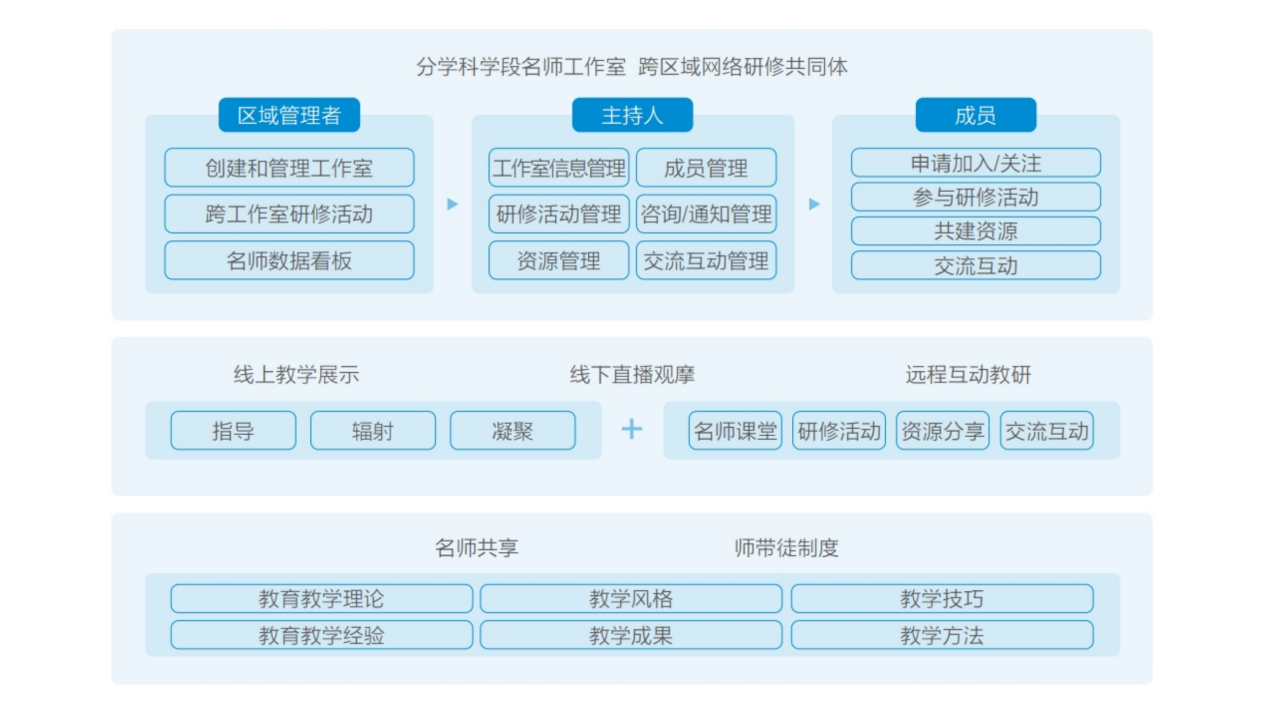 分学科学段名师工作室 跨区域网络研修共同体
区域管理者
主持人
成员
创建和管理工作室
跨工作室研修活动
名师数据看板
工作室信息管理
成员管理
研修活动管理
咨询/通知管理
资源管理
交流互动管理
申请加入/关注
参与研修活动
共建资源
交流互动
线上教学展示
线下直播观摩
远程互动教研
指导
辐射
凝聚
+
名师课堂
研修活动
资源分享
交流互动
名师共享
师带徒制度
教育教学理论
教学风格
教学技巧
教育教学经验
教学成果
教学方法